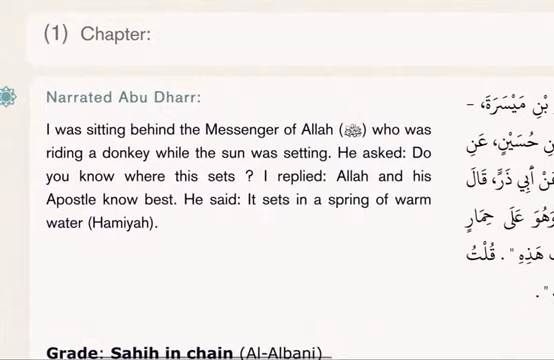 (1) Chapter:
Narrated Abu Dharr:
I was sitting behind the Messenger of Allah (ﷺ) who was
riding a donkey while the sun was setting. He asked: Do
you know where this sets ? I replied: Allah and his
Apostle know best. He said: It sets in a spring of warm
water (Hamiyah).
Grade: Sahih in chain (Al-Albani)
بْنِ مَيْسَرَةَ، -
حُسَيْنٍ، عَنِ
أَبِي ذَرٍّ، قَالَ
وَهُوَ عَلَى حِمَارٍ
هَذِهِ " . قُلْتُ
" .